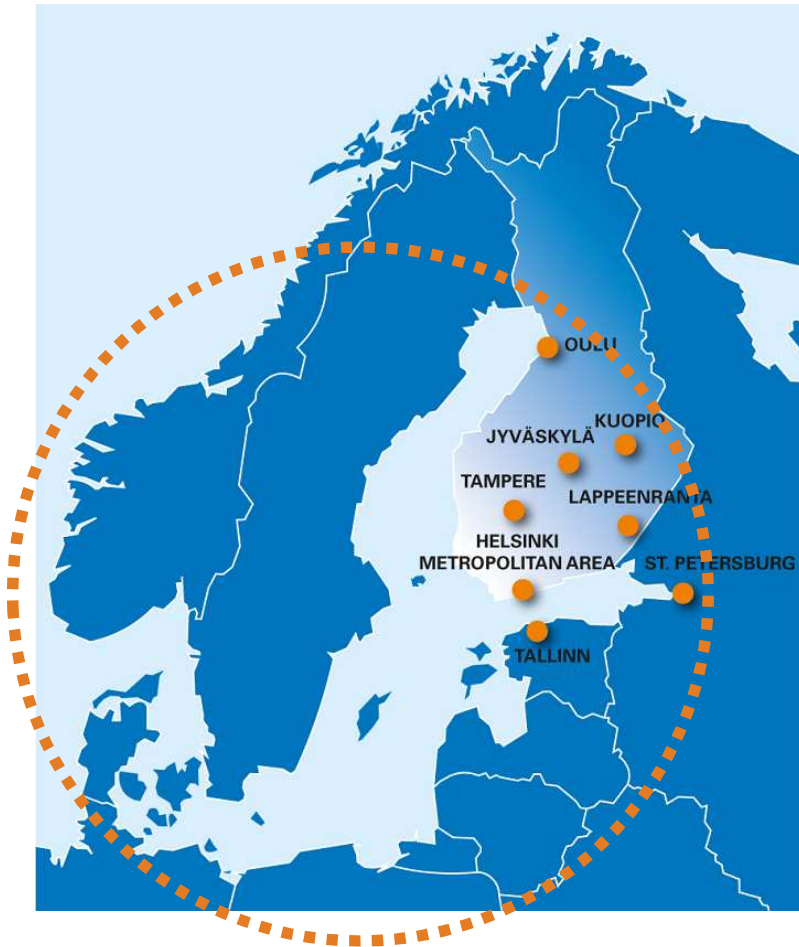 OULU
KUOPIO
JYVÄSKYLÄ
TAMPERE
LAPPEENRANTA
HELSINKI
METROPOLITAN AREA
ST. PETERSBURG
TALLINN